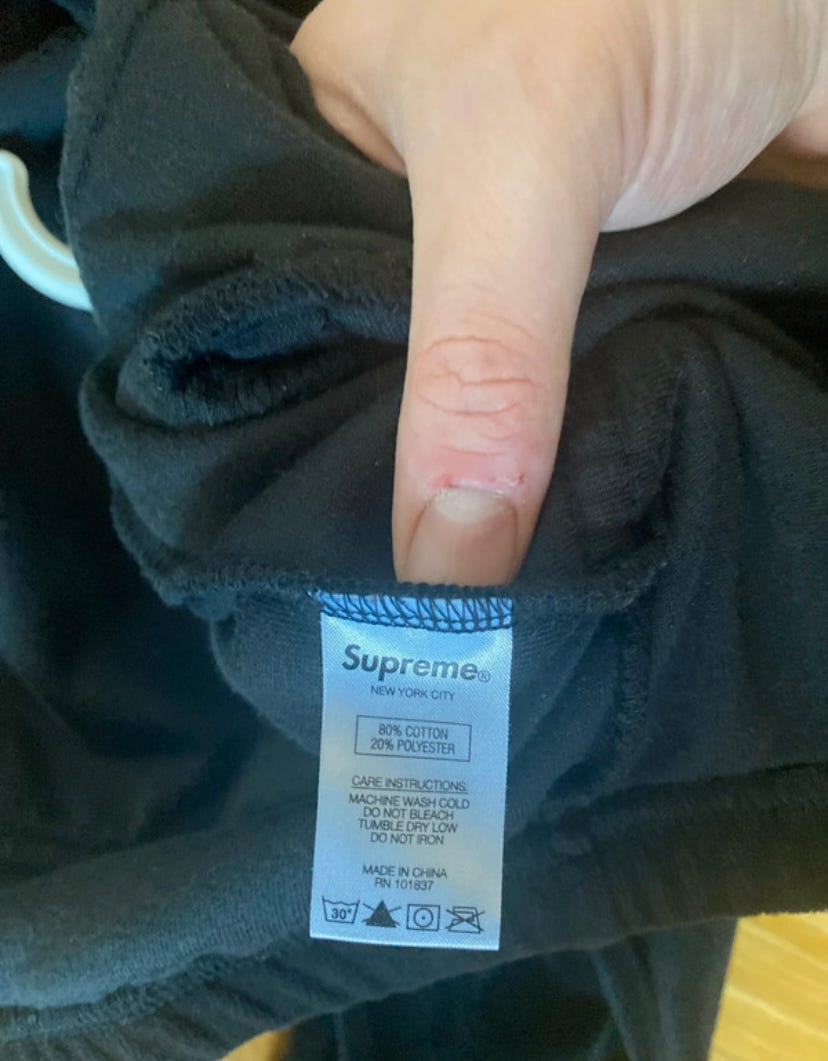 Supreme®
NEW YORK CITY
80% COTTON
20% POLYESTER
CARE INSTRUCTIONS:
MACHINE WASH COLD
DO NOT BLEACH
TUMBLE DRY LOW
DO NOT IRON
MADE IN CHINA
RN 101837
30°